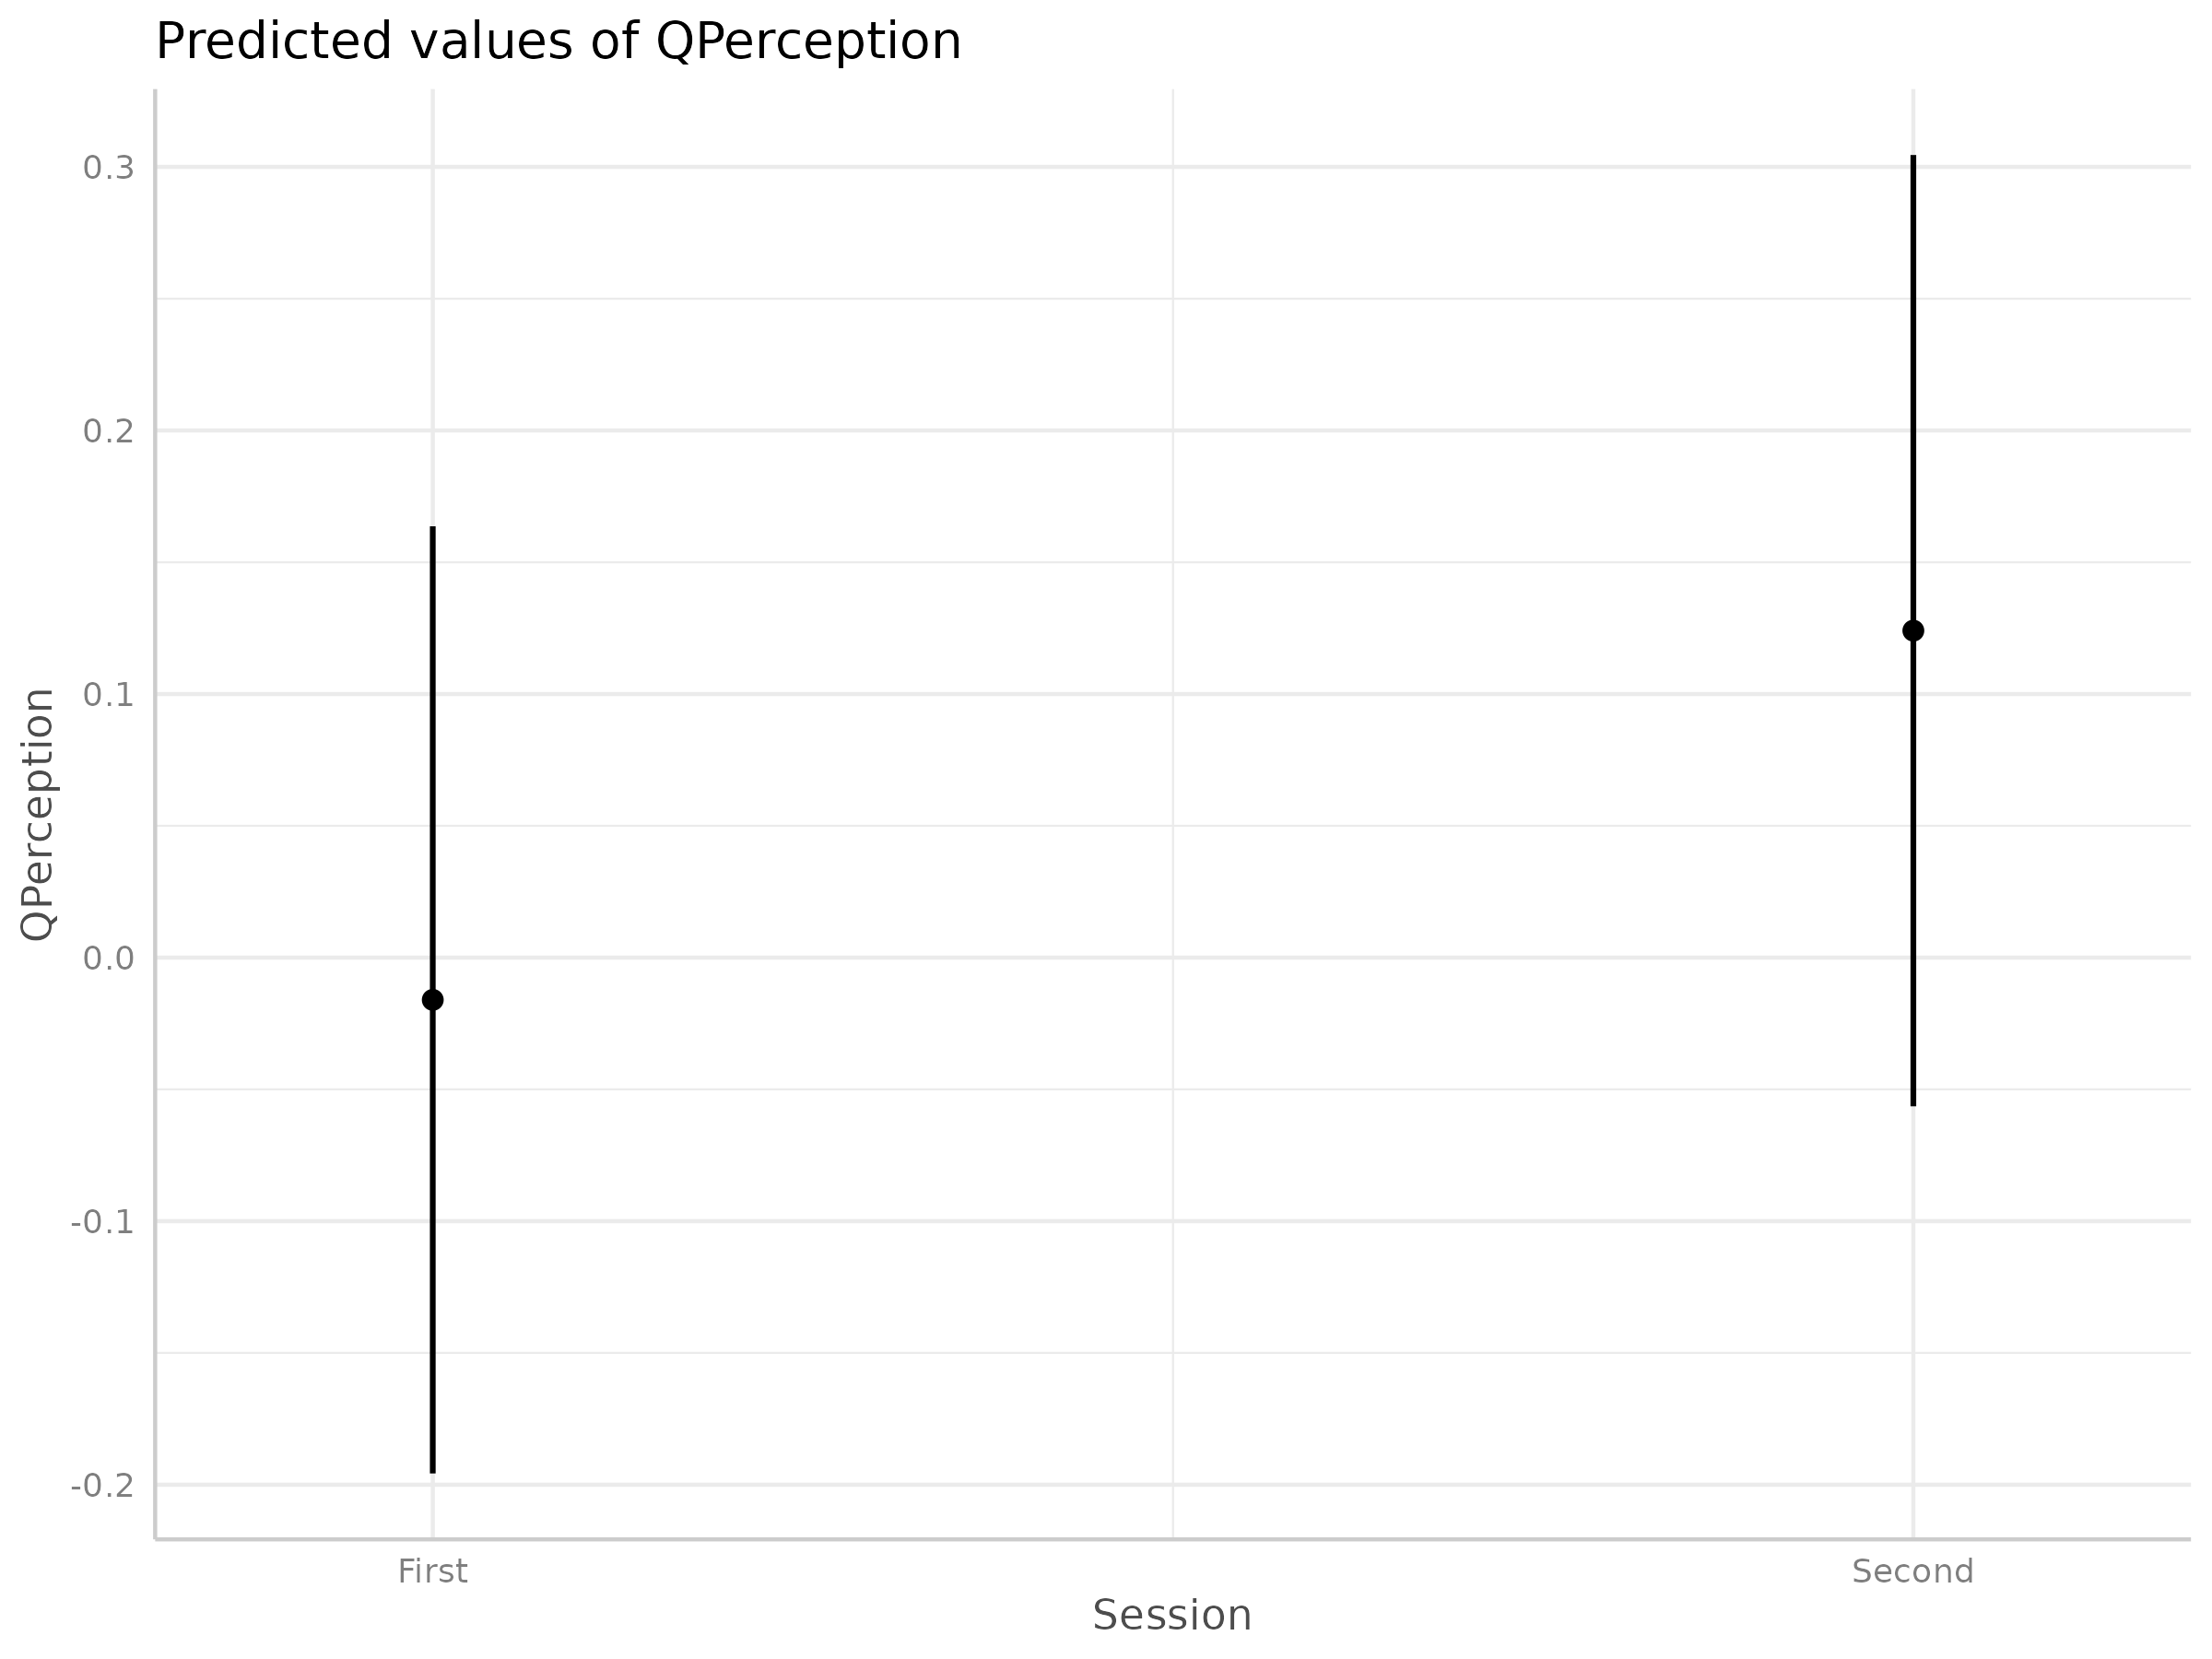 Predicted values of QPerception
QPerception
0.3
0.2
0.1
0.0
-0.1
-0.2
First
Second
Session